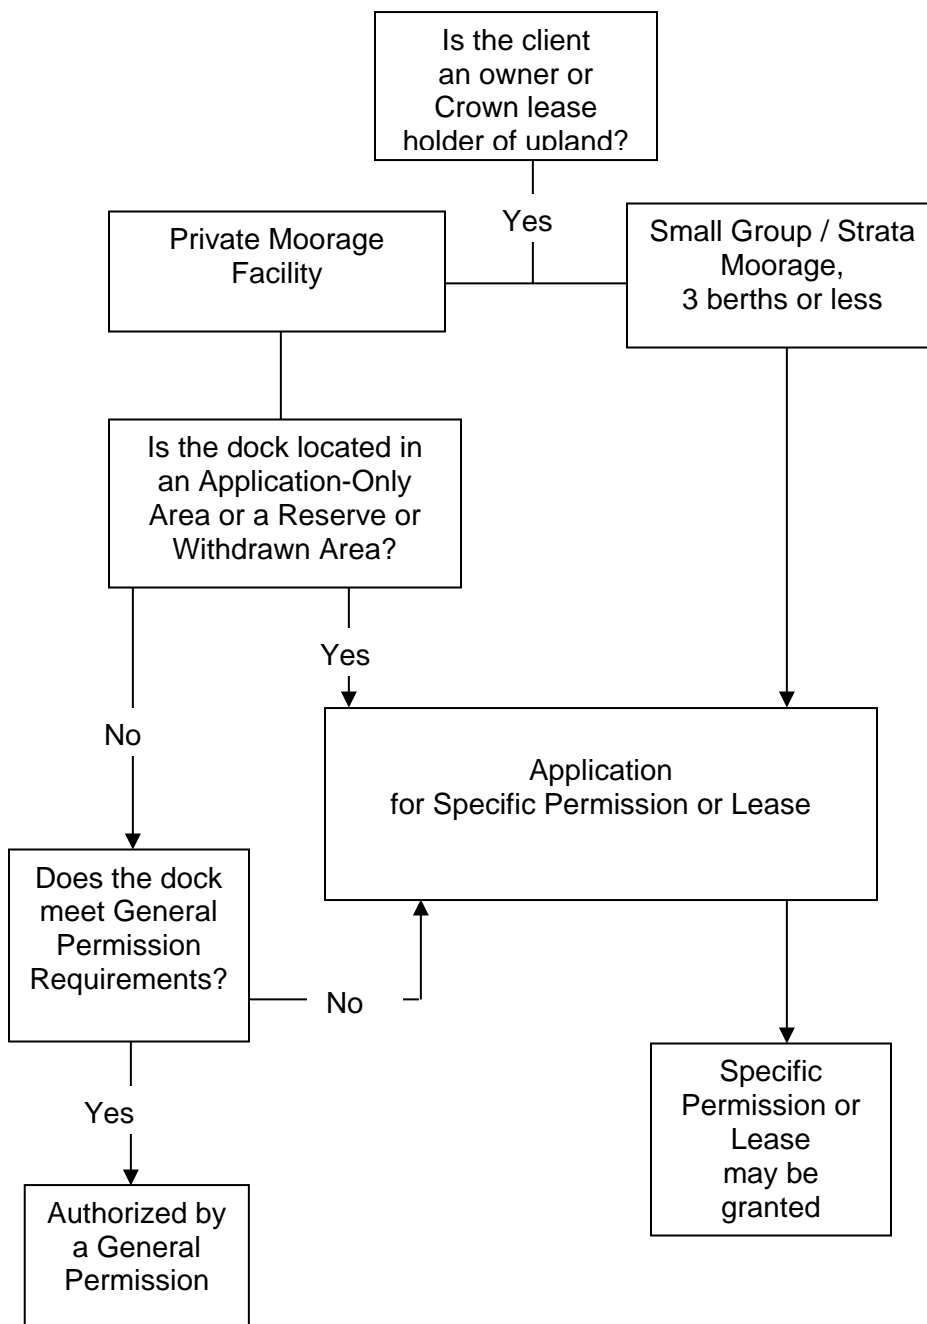 Is the client
an owner or
Crown lease
holder of upland?
Yes
Private Moorage
Facility
Small Group / Strata
Moorage,
3 berths or less
Is the dock located in
an Application-Only
Area or a Reserve or
Withdrawn Area?
Yes
No
Application
for Specific Permission or Lease
Does the dock
meet General
Permission
Requirements?
No
Yes
Specific
Permission or
Lease
may be
granted
Authorized by
a General
Permission